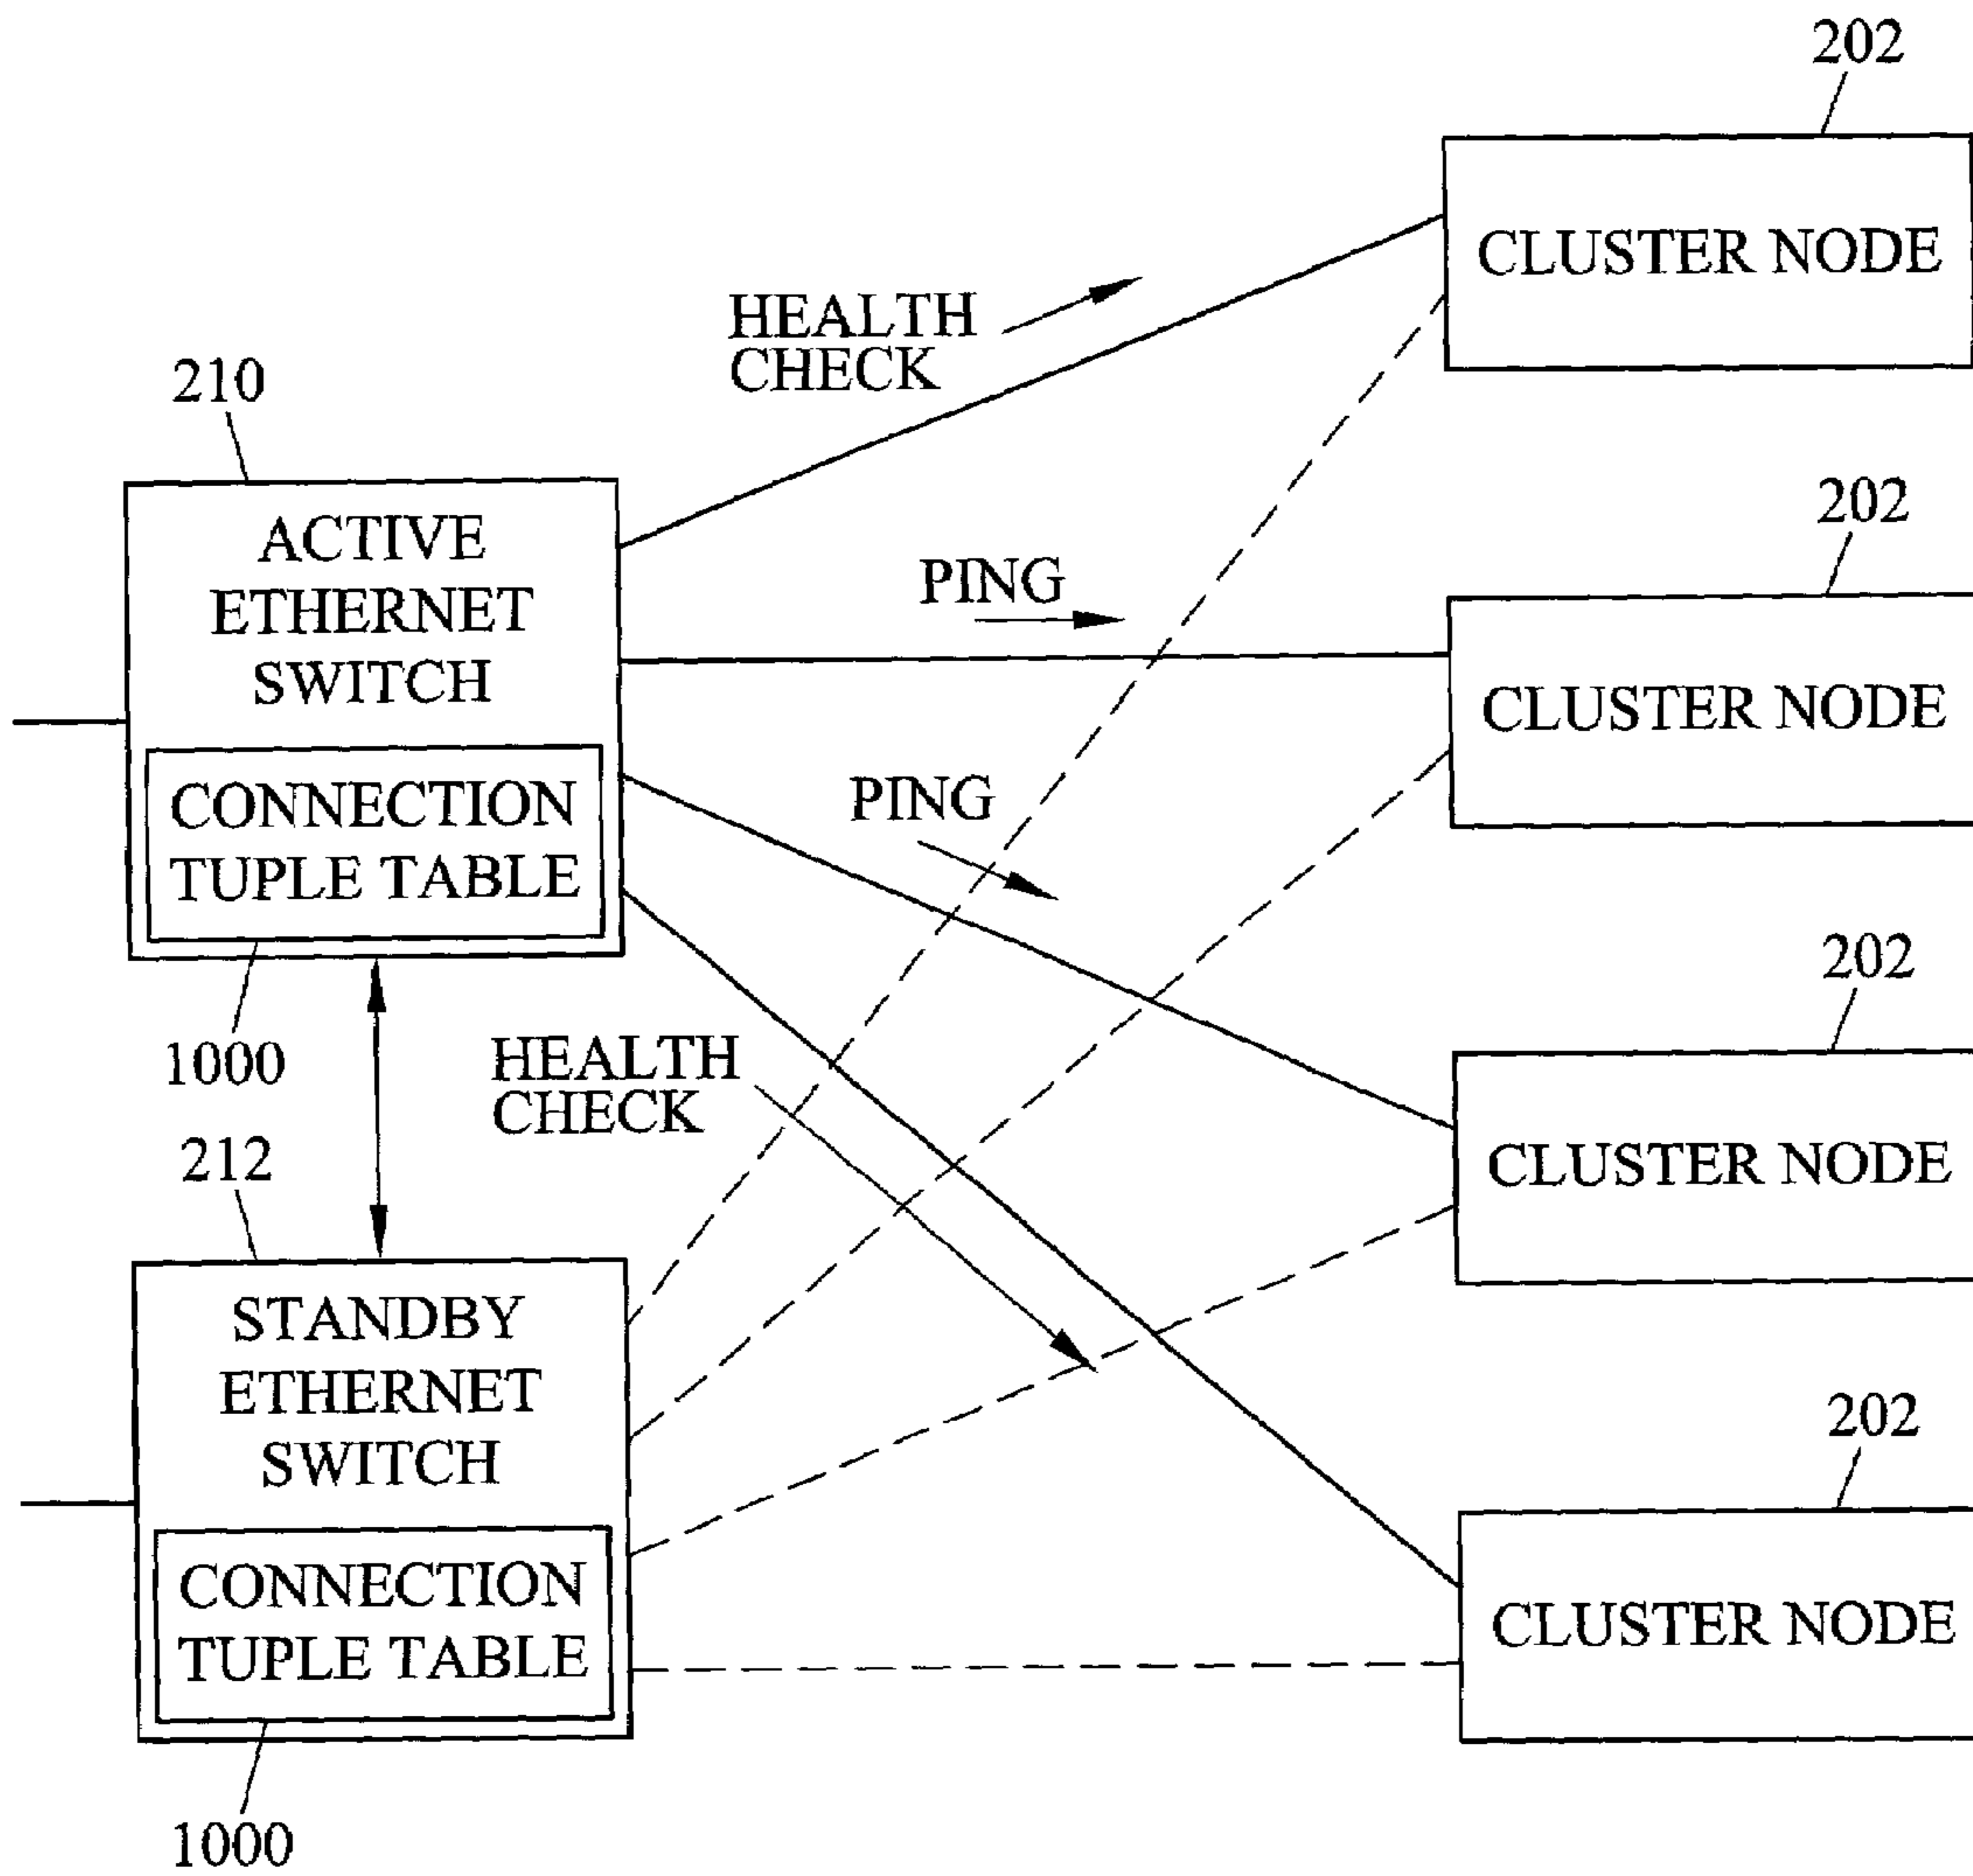 202
CLUSTER NODE
HEALTH
CHECK
210
ACTIVE
ETHERNET
SWITCH
CONNECTION
TUPLE TABLE
1000
PING
202
CLUSTER NODE
PING
202
CLUSTER NODE
HEALTH
CHECK
212
STANDBY
ETHERNET
SWITCH
CONNECTION
TUPLE TABLE
1000
202
CLUSTER NODE